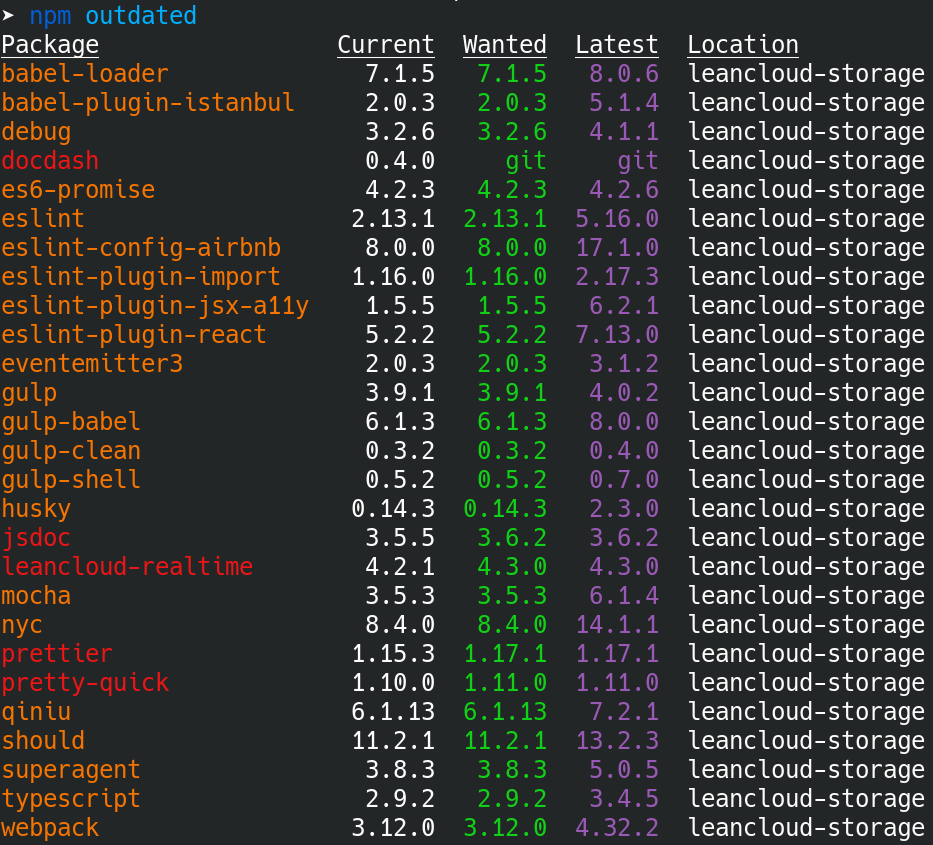 ➤ npm outdated
Package Current Wanted Latest Location
babel-loader 7.1.5 7.1.5 8.0.6 leancloud-storage
babel-plugin-istanbul 2.0.3 2.0.3 5.1.4 leancloud-storage
debug 3.2.6 3.2.6 4.1.1 leancloud-storage
docdash 0.4.0 git git leancloud-storage
es6-promise 4.2.3 4.2.3 4.2.6 leancloud-storage
eslint 2.13.1 2.13.1 5.16.0 leancloud-storage
eslint-config-airbnb 8.0.0 8.0.0 17.1.0 leancloud-storage
eslint-plugin-import 1.16.0 1.16.0 2.17.3 leancloud-storage
eslint-plugin-jsx-a11y 1.5.5 1.5.5 6.2.1 leancloud-storage
eslint-plugin-react 5.2.2 5.2.2 7.13.0 leancloud-storage
eventemitter3 2.0.3 2.0.3 3.1.2 leancloud-storage
gulp 3.9.1 3.9.1 4.0.2 leancloud-storage
gulp-babel 6.1.3 6.1.3 8.0.0 leancloud-storage
gulp-clean 0.3.2 0.3.2 0.4.0 leancloud-storage
gulp-shell 0.5.2 0.5.2 0.7.0 leancloud-storage
husky 0.14.3 0.14.3 2.3.0 leancloud-storage
jsdoc 3.5.5 3.6.2 3.6.2 leancloud-storage
leancloud-realtime 4.2.1 4.3.0 4.3.0 leancloud-storage
mocha 3.5.3 3.5.3 6.1.4 leancloud-storage
nyc 8.4.0 8.4.0 14.1.1 leancloud-storage
prettier 1.15.3 1.17.1 1.17.1 leancloud-storage
pretty-quick 1.10.0 1.11.0 1.11.0 leancloud-storage
qiniu 6.1.13 6.1.13 7.2.1 leancloud-storage
should 11.2.1 11.2.1 13.2.3 leancloud-storage
superagent 3.8.3 3.8.3 5.0.5 leancloud-storage
typescript 2.9.2 2.9.2 3.4.5 leancloud-storage
webpack 3.12.0 3.12.0 4.32.2 leancloud-storage